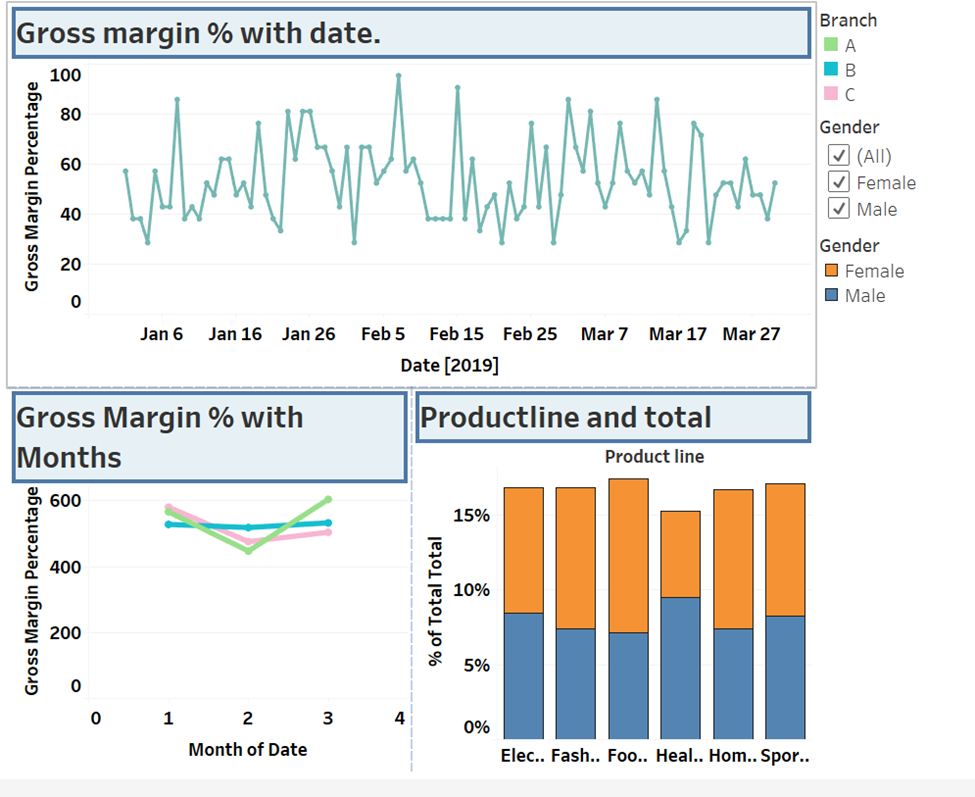 Gross margin % with date.
Gross Margin Percentage
100
80
60
40
20
0
Jan 6 Jan 16 Jan 26 Feb 5 Feb 15 Feb 25 Mar 7 Mar 17 Mar 27
Date [2019]
Branch
A
B
C
Gender
(All)
Female
Male
Gender
Female
Male
Gross Margin % with
Months
Gross Margin Percentage
600
400
200
0
0 1 2 3 4
Month of Date
Productline and total
Product line
% of Total Total
15%
10%
5%
0%
Elec.. Fash.. Foo.. Heal.. Hom.. Spor..